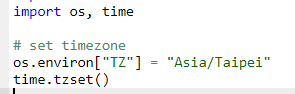 import os, time
# set timezone
os.environ["TZ"] = "Asia/Taipei"
time.tzset()